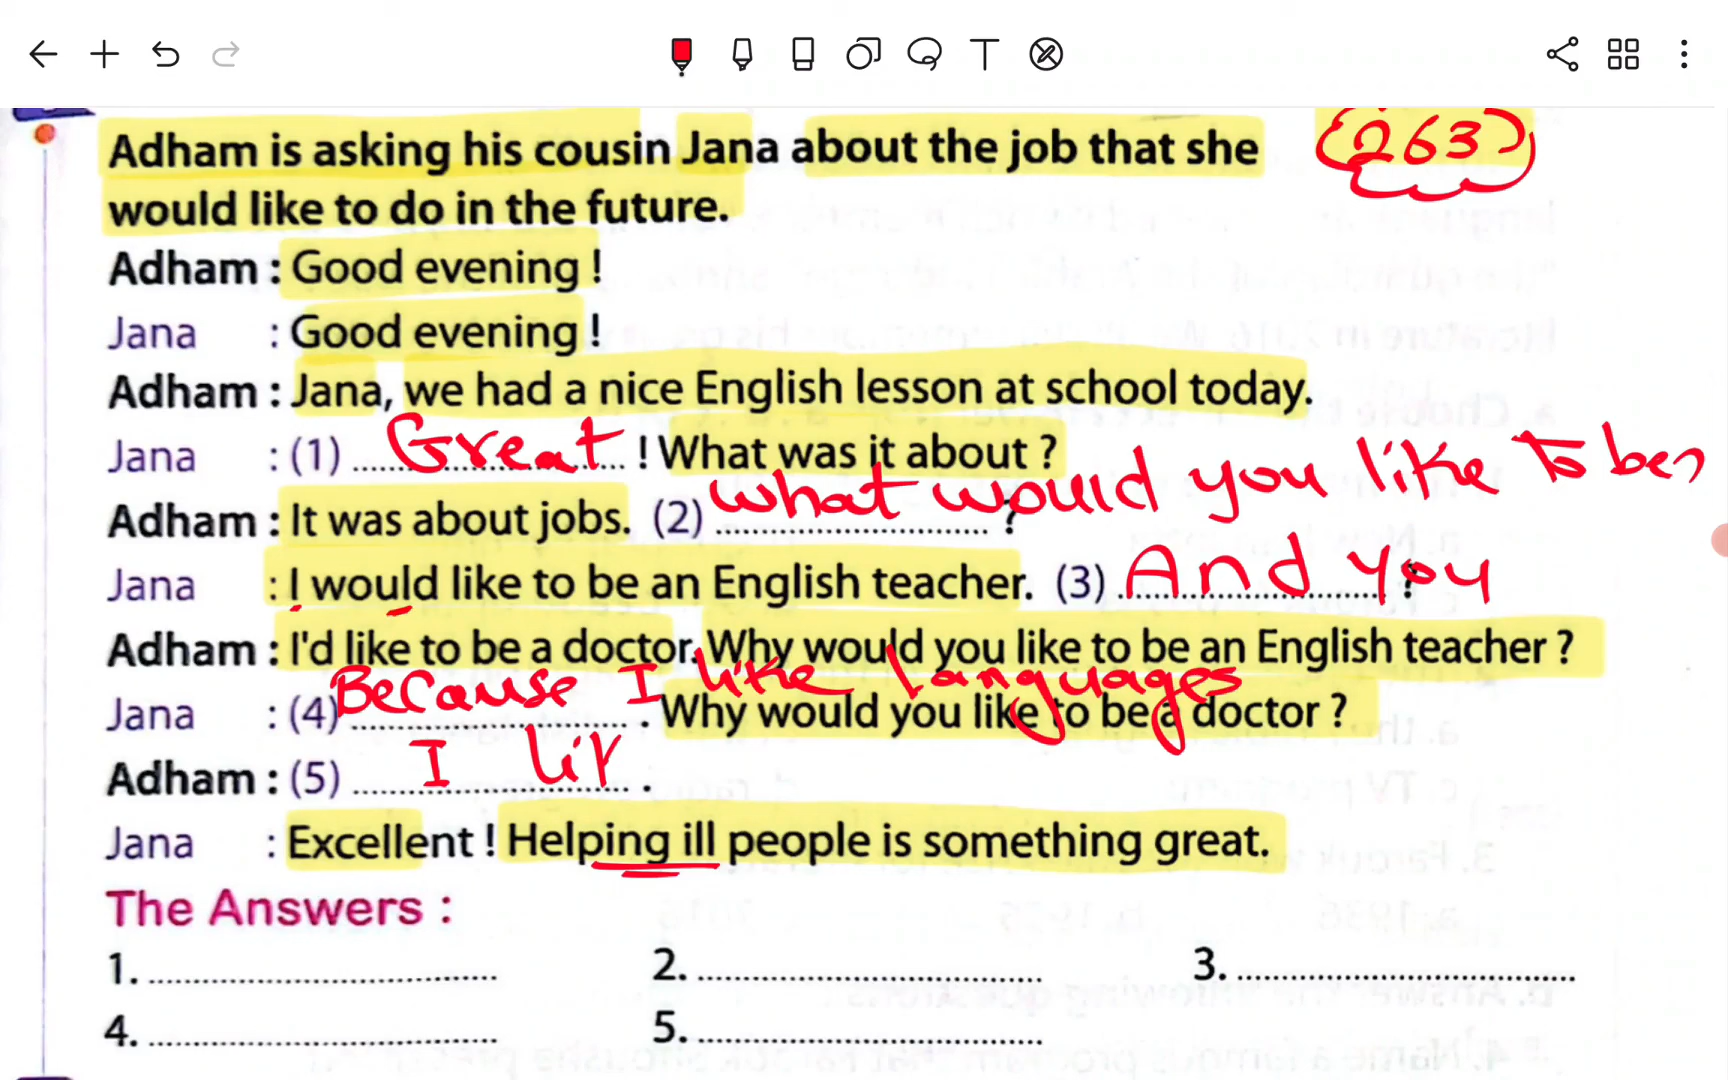 Adham is asking his cousin Jana about the job that she (263)
would like to do in the future.
Adham : Good evening !
Jana : Good evening !
Adham : Jana, we had a nice English lesson at school today.
Jana : (1) Great ! What was it about ?
Adham : It was about jobs. (2) what would you like to be ?
Jana : I would like to be an English teacher. (3) And you ?
Adham : I'd like to be a doctor. Why would you like to be an English teacher ?
Jana : (4) Because I like languages . Why would you like to be a doctor ?
Adham : (5) I lik .
Jana : Excellent ! Helping ill people is something great.
The Answers :
1. 2. 3.
4. 5.